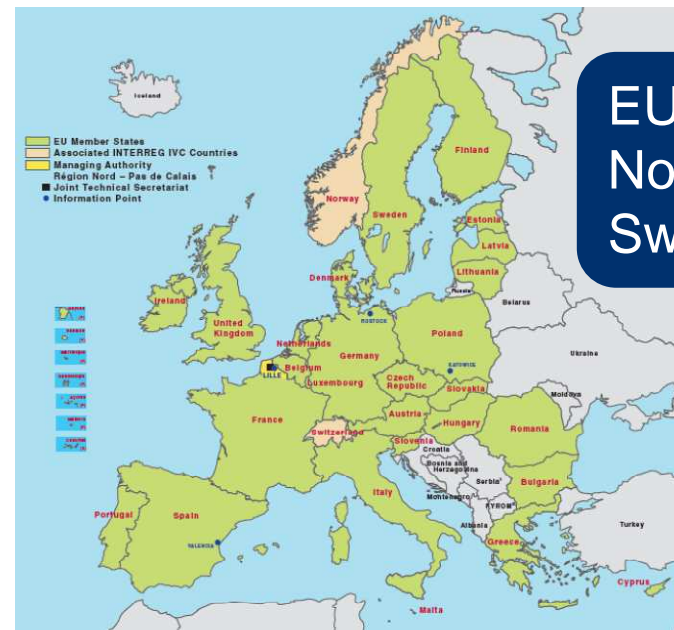 Iceland
EU Member States
Associated INTERREG IVC Countries
Managing Authority
Région Nord – Pas de Calais
Joint Technical Secretariat
Information Point
EU
No
Sw
Finland
Norway
Sweden
Estonia
Latvia
Lithuania
Russia
Denmark
Belarus
Ireland
United
Kingdom
ROSTOCK
Netherlands
Poland
Germany
Ukraine
Belgium
LILLE
KATOWICE
Luxembourg
Czech
Republic
Slovakia
Moldova
Austria
France
Switzerland
Hungary
Romania
Slovenia
Croatia
Bosnia and
Herzegovina
Serbia
Italy
Bulgaria
Montenegro
FYROM
Portugal
Spain
Albania
Turkey
VALENCIA
Greece
Cyprus
Malta